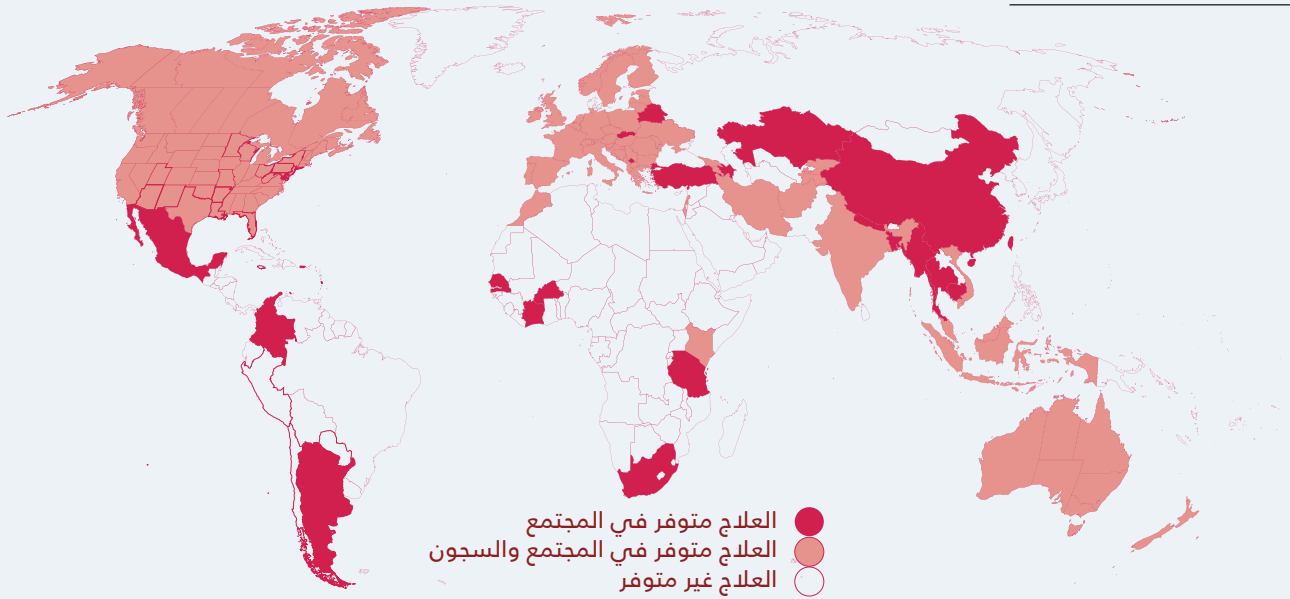 العلاج متوفر في المجتمع
العلاج متوفر في المجتمع والسجون
العلاج غير متوفر